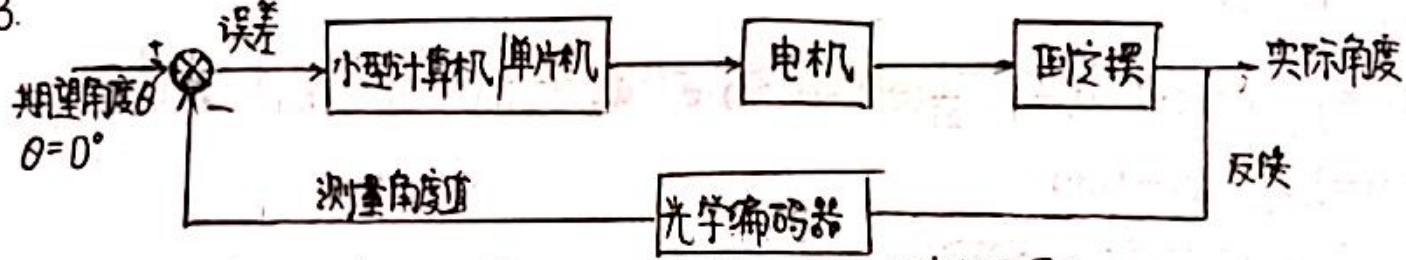 3.
误差
+
小型计算机/单片机
电机
倒立摆
实际角度
期望角度θ
θ=0°
−
测量角度值
光学编码器
反馈